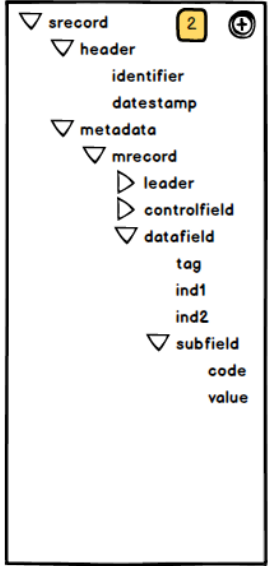 srecord 2
header
identifier
datestamp
metadata
mrecord
leader
controlfield
datafield
tag
ind1
ind2
subfield
code
value